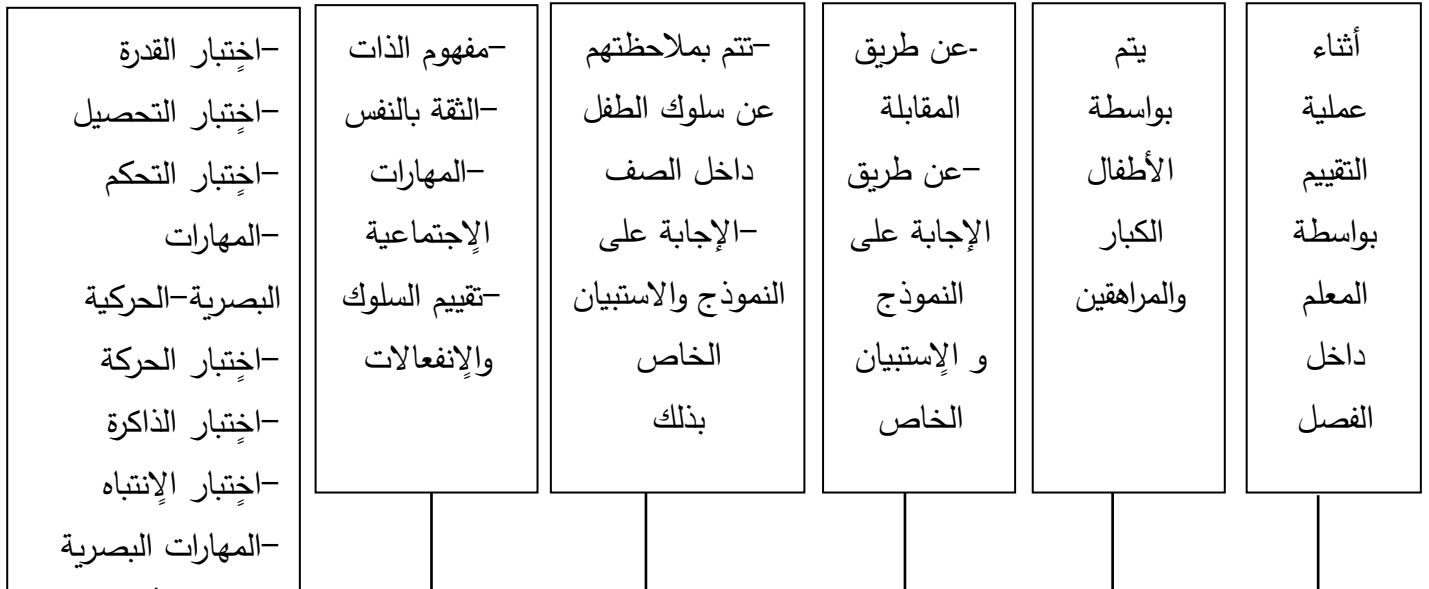 أثناء
عملية
التقييم
بواسطة
المعلم
داخل
الفصل
يتم
بواسطة
الأطفال
الكبار
والمراهقين
-عن طريق
المقابلة
–عن طريق
الإجابة على
النموذج
و الإستبيان
الخاص
–تتم بملاحظتهم
عن سلوك الطفل
داخل الصف
–الإجابة على
النموذج والاستبيان
الخاص
بذلك
–مفهوم الذات
–الثقة بالنفس
–المهارات
الإجتماعية
–تقييم السلوك
والإنفعالات
–اختبار القدرة
–اختبار التحصيل
–اختبار التحكم
–المهارات
البصرية–الحركية
–اختبار الحركة
–اختبار الذاكرة
–اختبار الإنتباه
–المهارات البصرية